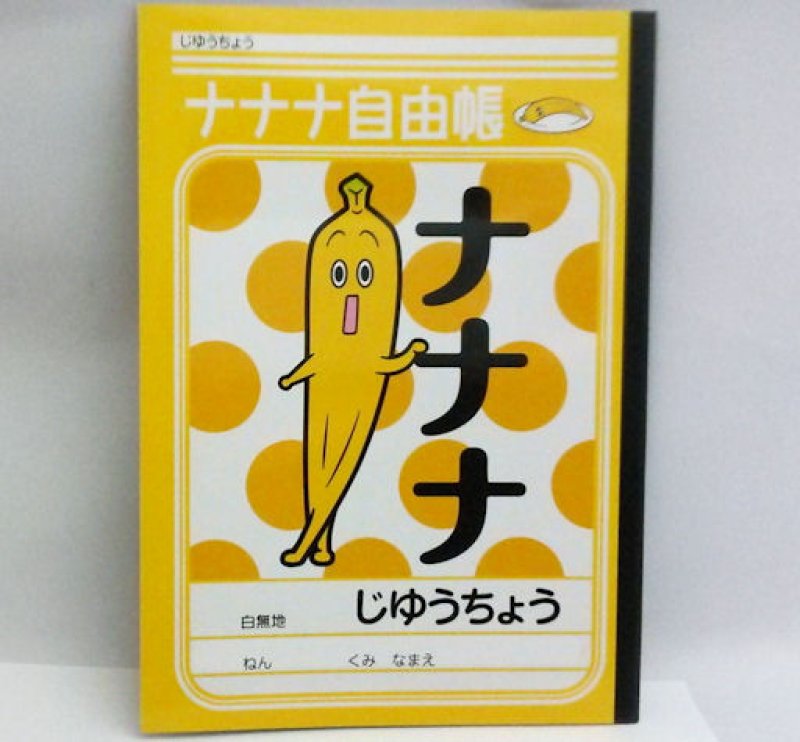 じゆうちょう
ナナナ自由帳
ナナナ
じゆうちょう
白無地
ねん くみ なまえ